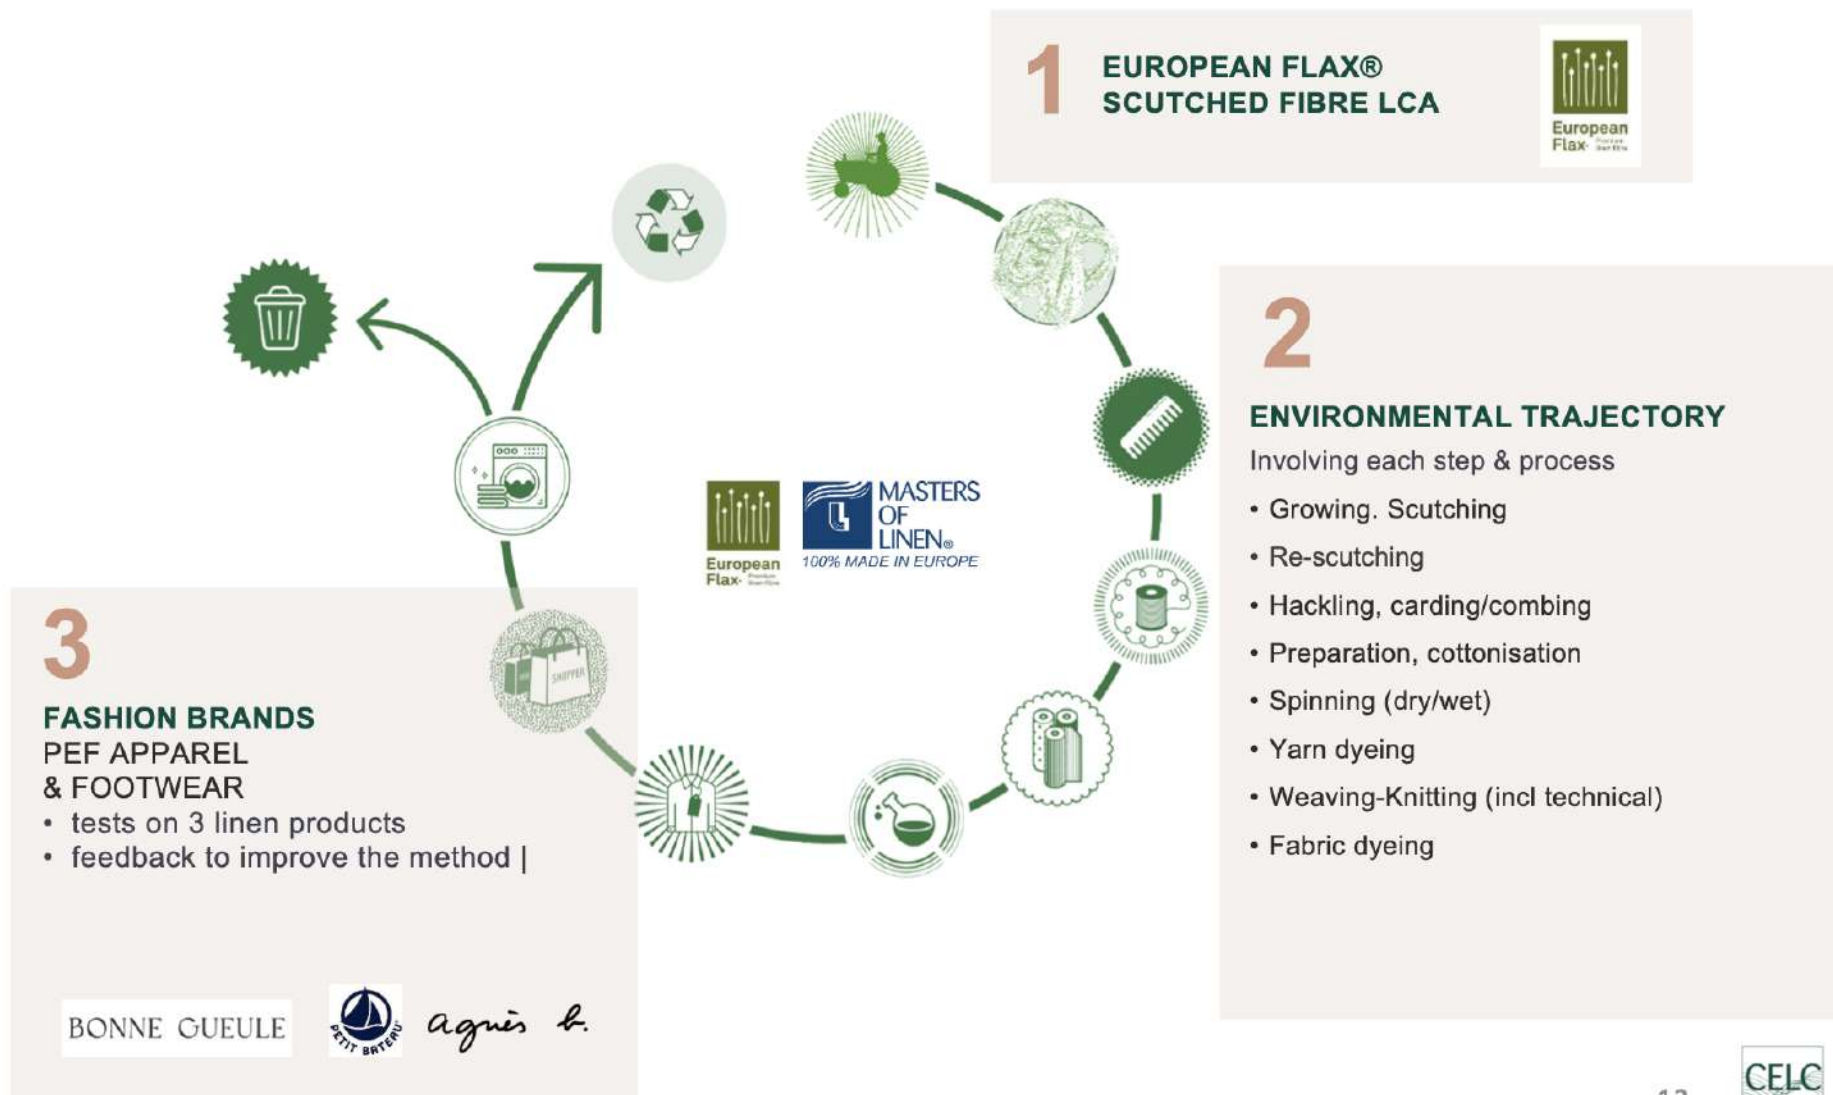 1
EUROPEAN FLAX®
SCUTCHED FIBRE LCA
European
Flax
2
ENVIRONMENTAL TRAJECTORY
Involving each step & process
• Growing. Scutching
• Re-scutching
• Hackling, carding/combing
• Preparation, cottonisation
• Spinning (dry/wet)
• Yarn dyeing
• Weaving-Knitting (incl technical)
• Fabric dyeing
European
Flax
MASTERS
OF
LINEN®
100% MADE IN EUROPE
SHOPPER
3
FASHION BRANDS
PEF APPAREL
& FOOTWEAR
• tests on 3 linen products
• feedback to improve the method |
BONNE GUEULE
PETIT BATEAU
agnès b.
CELC